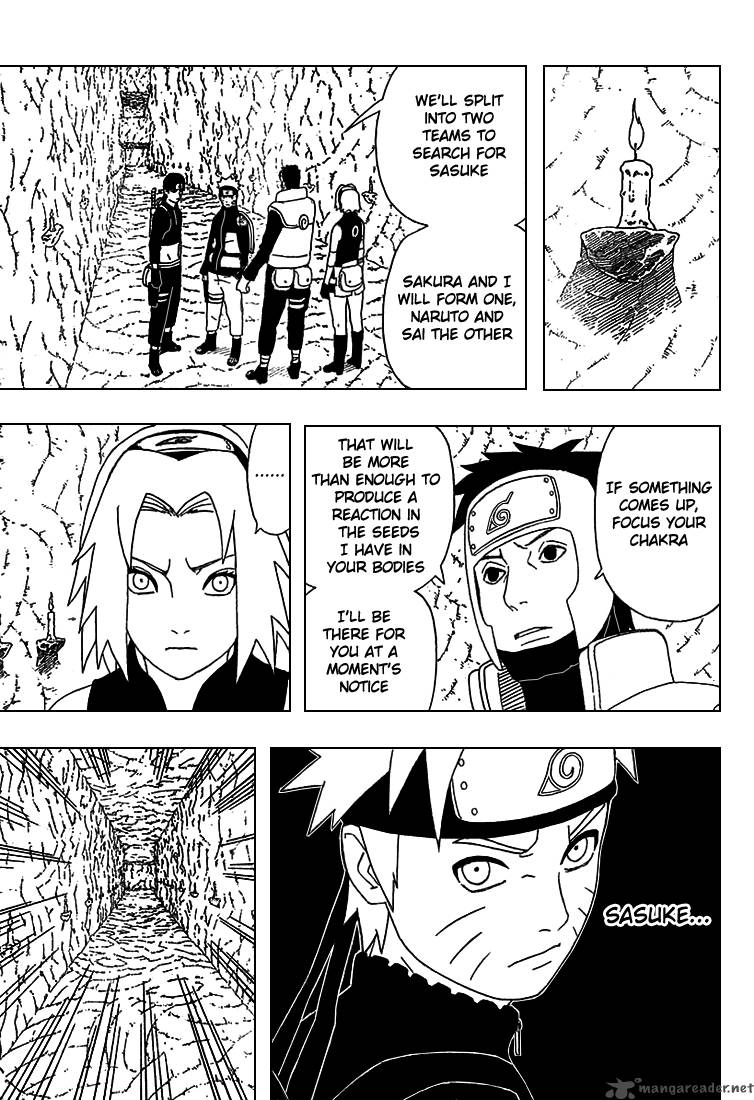 WE'LL SPLIT
INTO TWO
TEAMS TO
SEARCH FOR
SASUKE
SAKURA AND I
WILL FORM ONE,
NARUTO AND
SAI THE OTHER
IF SOMETHING
COMES UP,
FOCUS YOUR
CHAKRA
THAT WILL
BE MORE
THAN ENOUGH TO
PRODUCE A
REACTION IN
THE SEEDS
I HAVE IN
YOUR BODIES
I'LL BE
THERE FOR
YOU AT A
MOMENT'S
NOTICE
.......
SASUKE...
mangareader.net